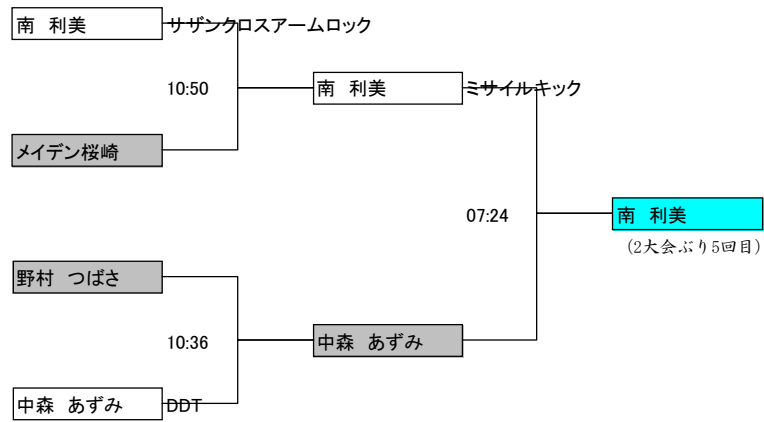 南　利美
サザンクロスアームロック
10:50
南　利美
ミサイルキック
メイデン桜崎
07:24
南　利美
(2大会ぶり5回目)
野村　つばさ
10:36
中森　あずみ
中森　あずみ
DDT